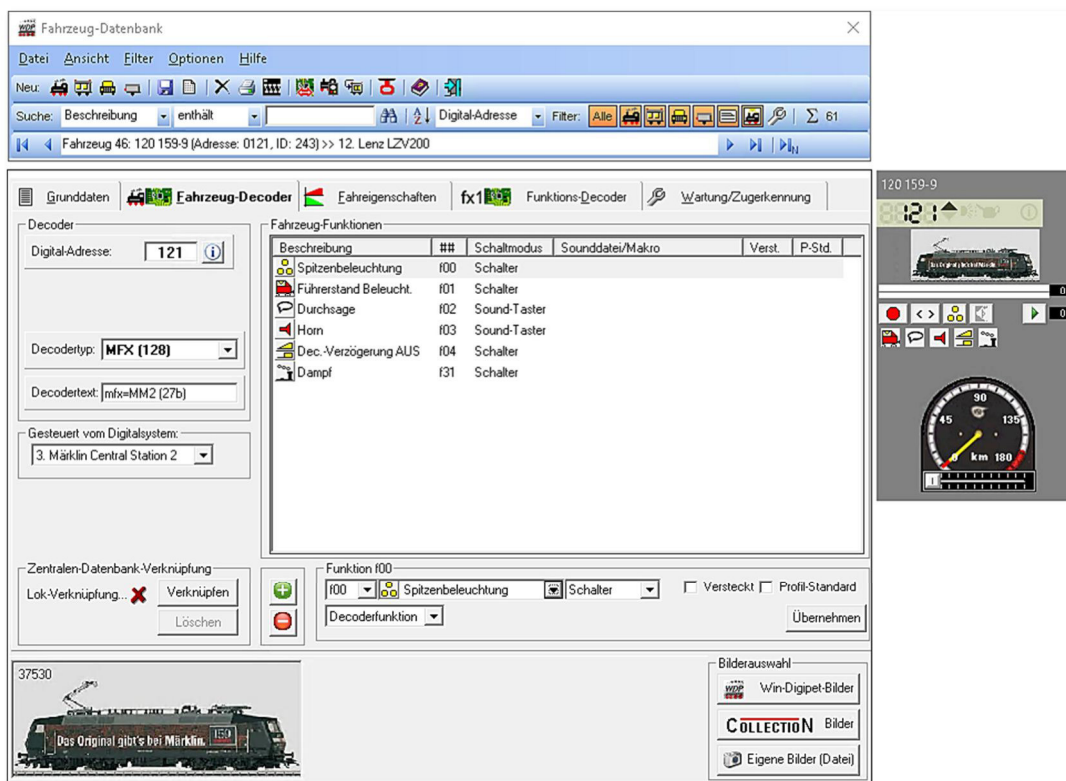 WDP Fahrzeug-Datenbank
Datei Ansicht Filter Optionen Hilfe
Neu:
Suche: Beschreibung enthält Digital-Adresse Filter: Alle Σ 61
Fahrzeug 46: 120 159-9 (Adresse: 0121, ID: 243) >> 12. Lenz LZV200
Grunddaten Fahrzeug-Decoder Fahreigenschaften fx1 Funktions-Decoder Wartung/Zugerkennung
Decoder
Digital-Adresse: 121
Decodertyp: MFX (128)
Decodertext: mfx=MM2 (27b)
Gesteuert vom Digitalsystem:
3. Märklin Central Station 2
Fahrzeug-Funktionen
Beschreibung ## Schaltmodus Sounddatei/Makro Verst. P-Std.
Spitzenbeleuchtung f00 Schalter
Führerstand Beleucht. f01 Schalter
Durchsage f02 Sound-Taster
Horn f03 Sound-Taster
Dec.-Verzögerung AUS f04 Schalter
Dampf f31 Schalter
Zentralen-Datenbank-Verknüpfung
Lok-Verknüpfung... Verknüpfen
Löschen
Funktion f00
f00 Spitzenbeleuchtung Schalter Versteckt Profil-Standard
Decoderfunktion Übernehmen
37530
Das Original gibt's bei Märklin. 159
Bilderauswahl
WDP Win-Digipet-Bilder
COLLECTION Bilder
Eigene Bilder (Datei)
120 159-9
121
0
< > 0
90
45 135
0 km 180